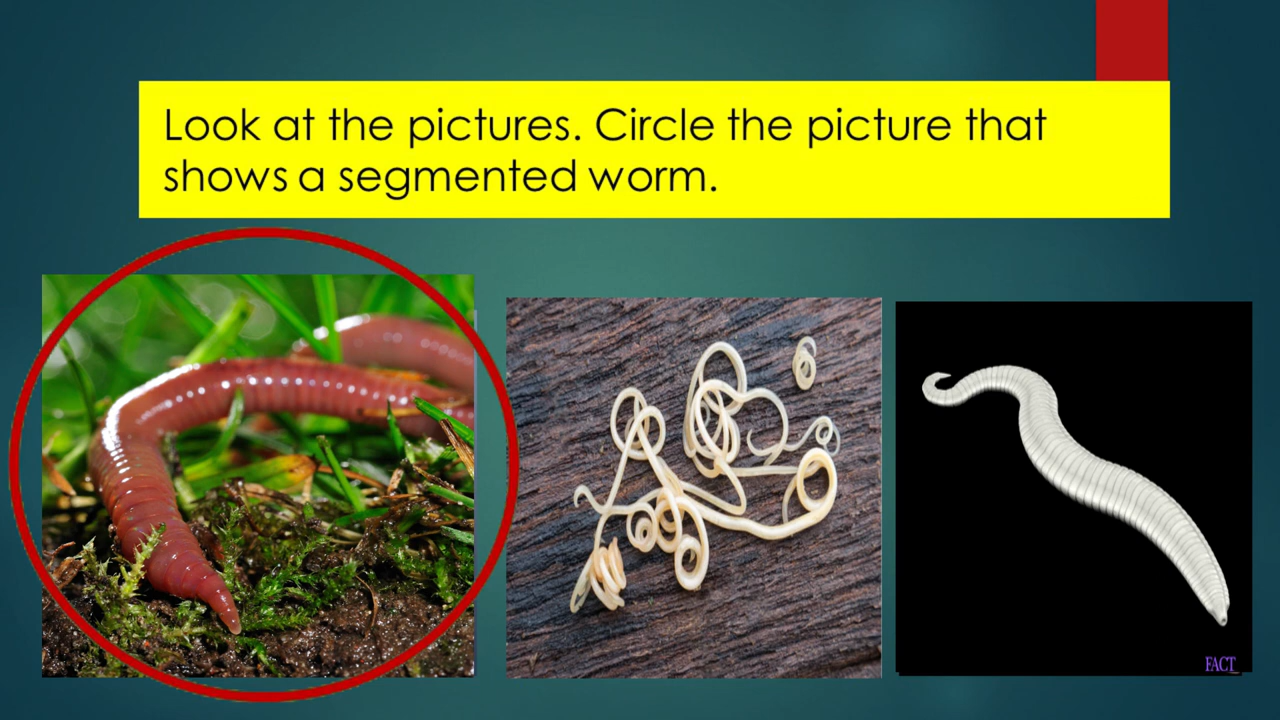 Look at the pictures. Circle the picture that
shows a segmented worm.
FACT